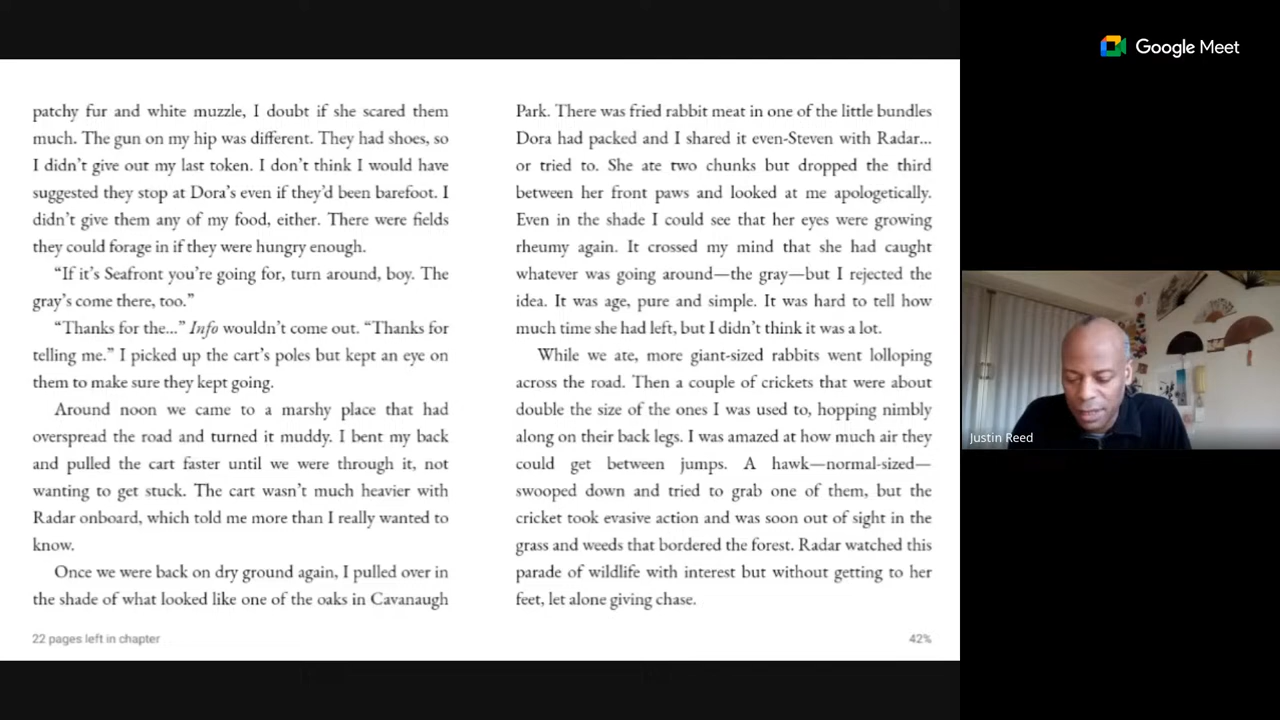 patchy fur and white muzzle, I doubt if she scared them
much. The gun on my hip was different. They had shoes, so
I didn’t give out my last token. I don’t think I would have
suggested they stop at Dora’s even if they’d been barefoot. I
didn’t give them any of my food, either. There were fields
they could forage in if they were hungry enough.
“If it’s Seafront you’re going for, turn around, boy. The
gray’s come there, too.”
“Thanks for the...” Info wouldn’t come out. “Thanks for
telling me.” I picked up the cart’s poles but kept an eye on
them to make sure they kept going.
Around noon we came to a marshy place that had
overspread the road and turned it muddy. I bent my back
and pulled the cart faster until we were through it, not
wanting to get stuck. The cart wasn’t much heavier with
Radar onboard, which told me more than I really wanted to
know.
Once we were back on dry ground again, I pulled over in
the shade of what looked like one of the oaks in Cavanaugh
22 pages left in chapter
Park. There was fried rabbit meat in one of the little bundles
Dora had packed and I shared it even-Steven with Radar...
or tried to. She ate two chunks but dropped the third
between her front paws and looked at me apologetically.
Even in the shade I could see that her eyes were growing
rheumy again. It crossed my mind that she had caught
whatever was going around—the gray—but I rejected the
idea. It was age, pure and simple. It was hard to tell how
much time she had left, but I didn’t think it was a lot.
While we ate, more giant-sized rabbits went lolloping
across the road. Then a couple of crickets that were about
double the size of the ones I was used to, hopping nimbly
along on their back legs. I was amazed at how much air they
could get between jumps. A hawk—normal-sized—
swooped down and tried to grab one of them, but the
cricket took evasive action and was soon out of sight in the
grass and weeds that bordered the forest. Radar watched this
parade of wildlife with interest but without getting to her
feet, let alone giving chase.
42%
Google Meet
Justin Reed